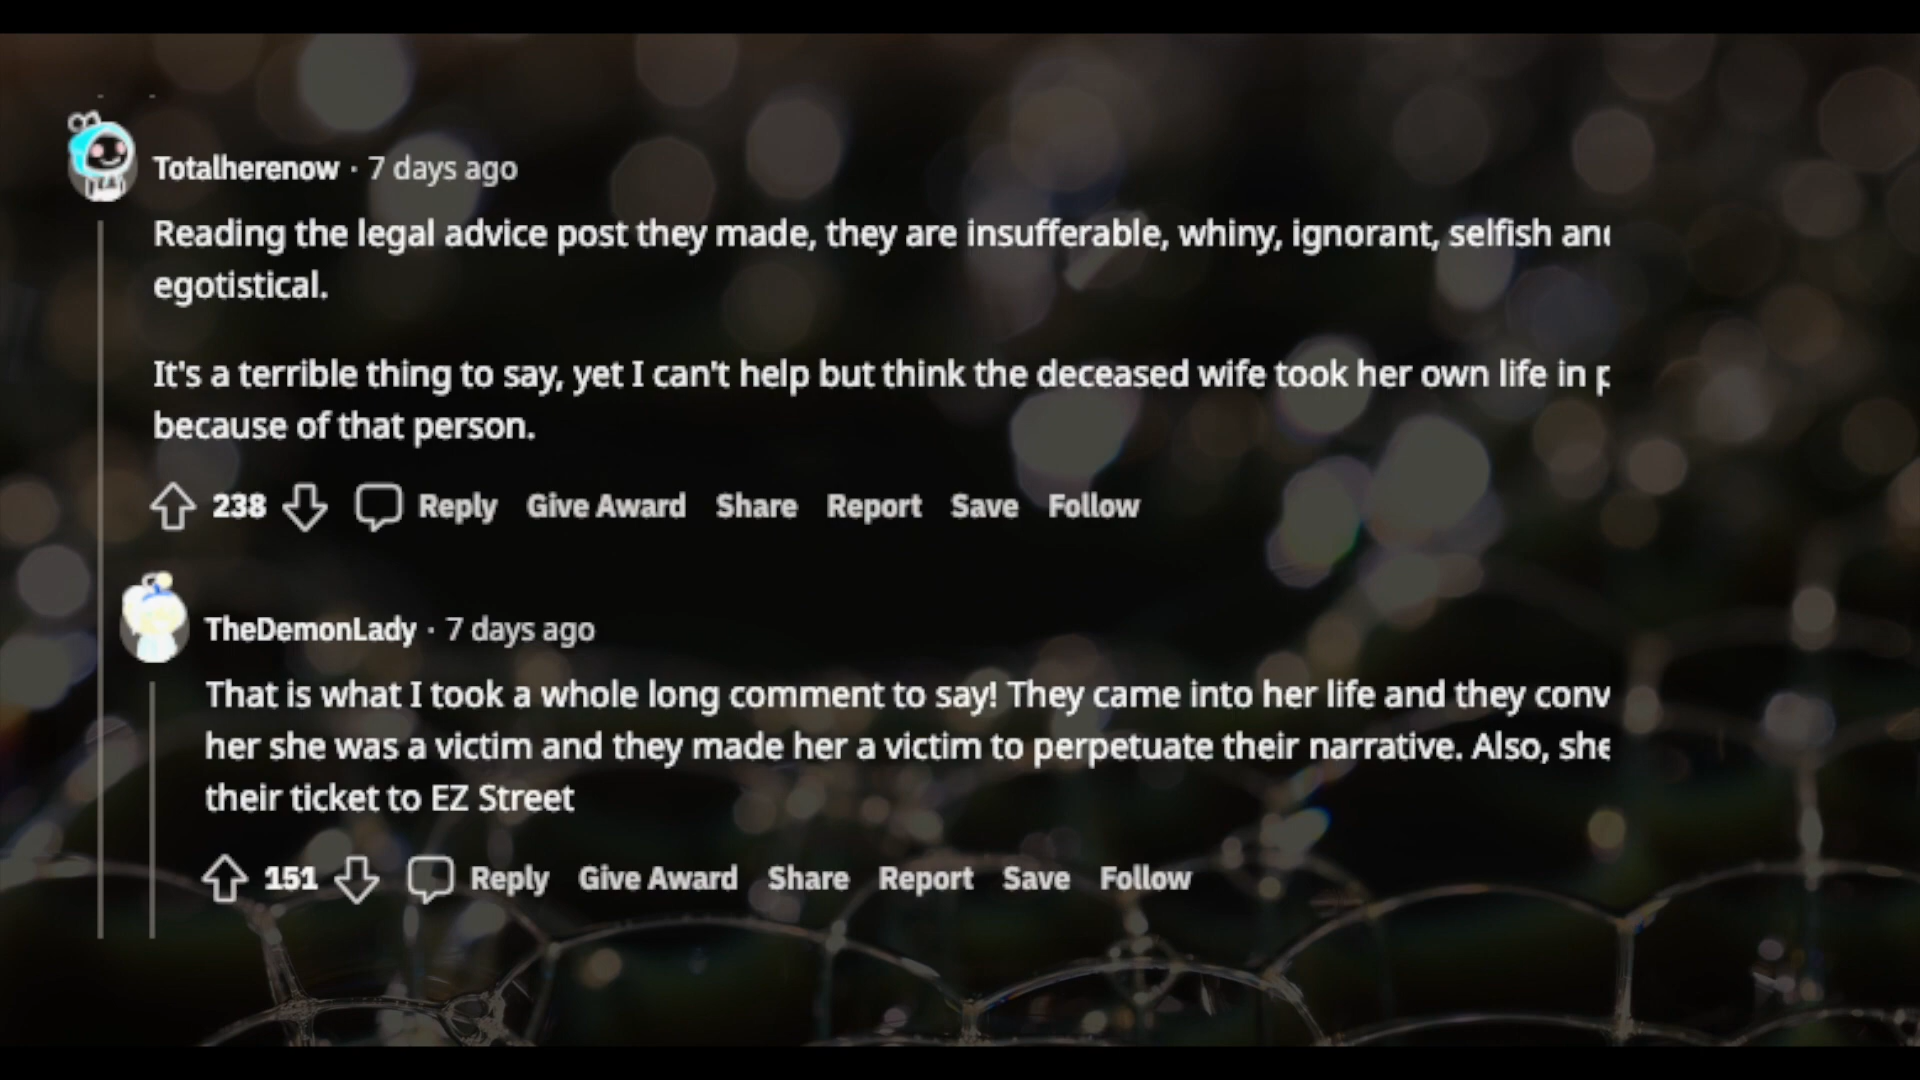 Totalherenow · 7 days ago
Reading the legal advice post they made, they are insufferable, whiny, ignorant, selfish
egotistical.
It's a terrible thing to say, yet I can't help but think the deceased wife took her own life in
because of that person.
238 Reply Give Award Share Report Save Follow
TheDemonLady · 7 days ago
That is what I took a whole long comment to say! They came into her life and they
her she was a victim and they made her a victim to perpetuate their narrative. Also, she
their ticket to EZ Street
151 Reply Give Award Share Report Save Follow